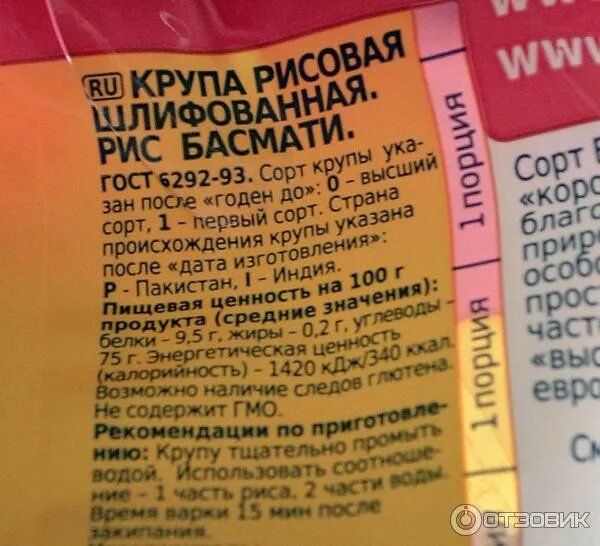 www
www.
RU КРУПА РИСОВАЯ
ШЛИФОВАННАЯ.
РИС БАСМАТИ.
ГОСТ 6292-93. Сорт крупы ука-
зан после «годен до»: 0 – высший
сорт, 1 – первый сорт. Страна
происхождения крупы указана
после «дата изготовления»:
Р - Пакистан, I – Индия.
Пищевая ценность на 100 г
продукта (средние значения):
белки - 9,5 г, жиры - 0,2 г, углеводы -
75 г. Энергетическая ценность
(калорийность) - 1420 кДж/340 ккал.
Возможно наличие следов глютена.
Не содержит ГМО.
Рекомендации по приготовле-
нию: Крупу тщательно промыть
водой. Использовать соотноше-
ние - 1 часть риса, 2 части воды.
Время варки 15 мин после
закипания.
1 порция
1 порция
Сорт
«коро
благо
приро
особо
прост
част
«выс
евро
См
ОТЗОВИК